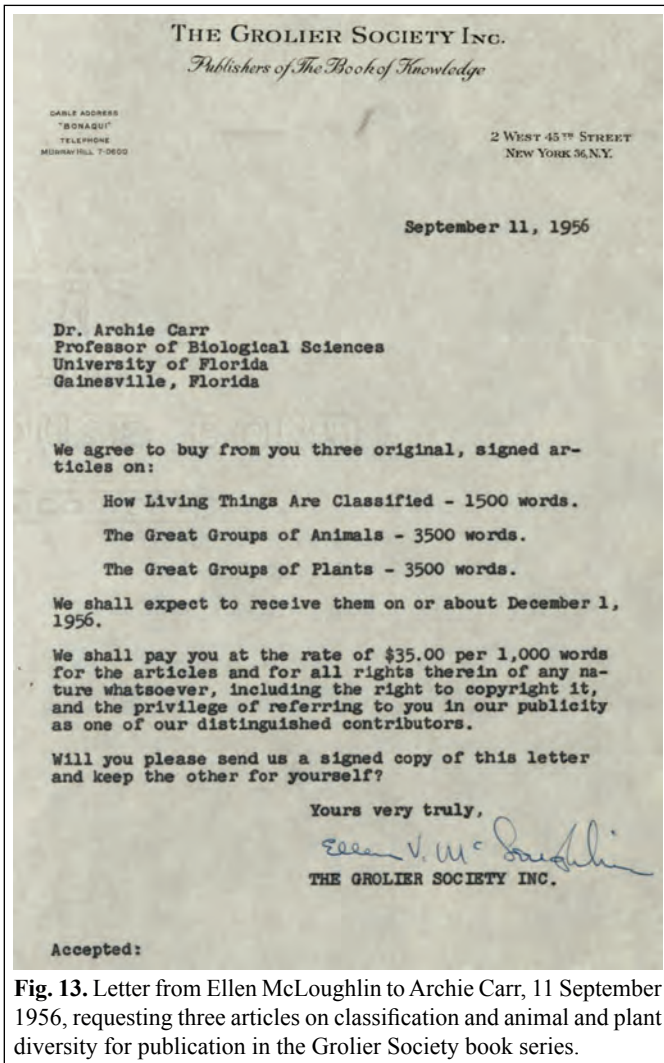 THE GROLIER SOCIETY INC.
Publishers of The Book of Knowledge
CABLE ADDRESS
"BONAQUI"
TELEPHONE
MURRAY HILL 7-0600
2 WEST 45TH STREET
NEW YORK 36, N.Y.
September 11, 1956
Dr. Archie Carr
Professor of Biological Sciences
University of Florida
Gainesville, Florida
We agree to buy from you three original, signed ar-
ticles on:
How Living Things Are Classified - 1500 words.
The Great Groups of Animals - 3500 words.
The Great Groups of Plants - 3500 words.
We shall expect to receive them on or about December 1,
1956.
We shall pay you at the rate of $35.00 per 1,000 words
for the articles and for all rights therein of any na-
ture whatsoever, including the right to copyright it,
and the privilege of referring to you in our publicity
as one of our distinguished contributors.
Will you please send us a signed copy of this letter
and keep the other for yourself?
Yours very truly,
Ellen V. McLoughlin
THE GROLIER SOCIETY INC.
Accepted:
Fig. 13. Letter from Ellen McLoughlin to Archie Carr, 11 September
1956, requesting three articles on classification and animal and plant
diversity for publication in the Grolier Society book series.